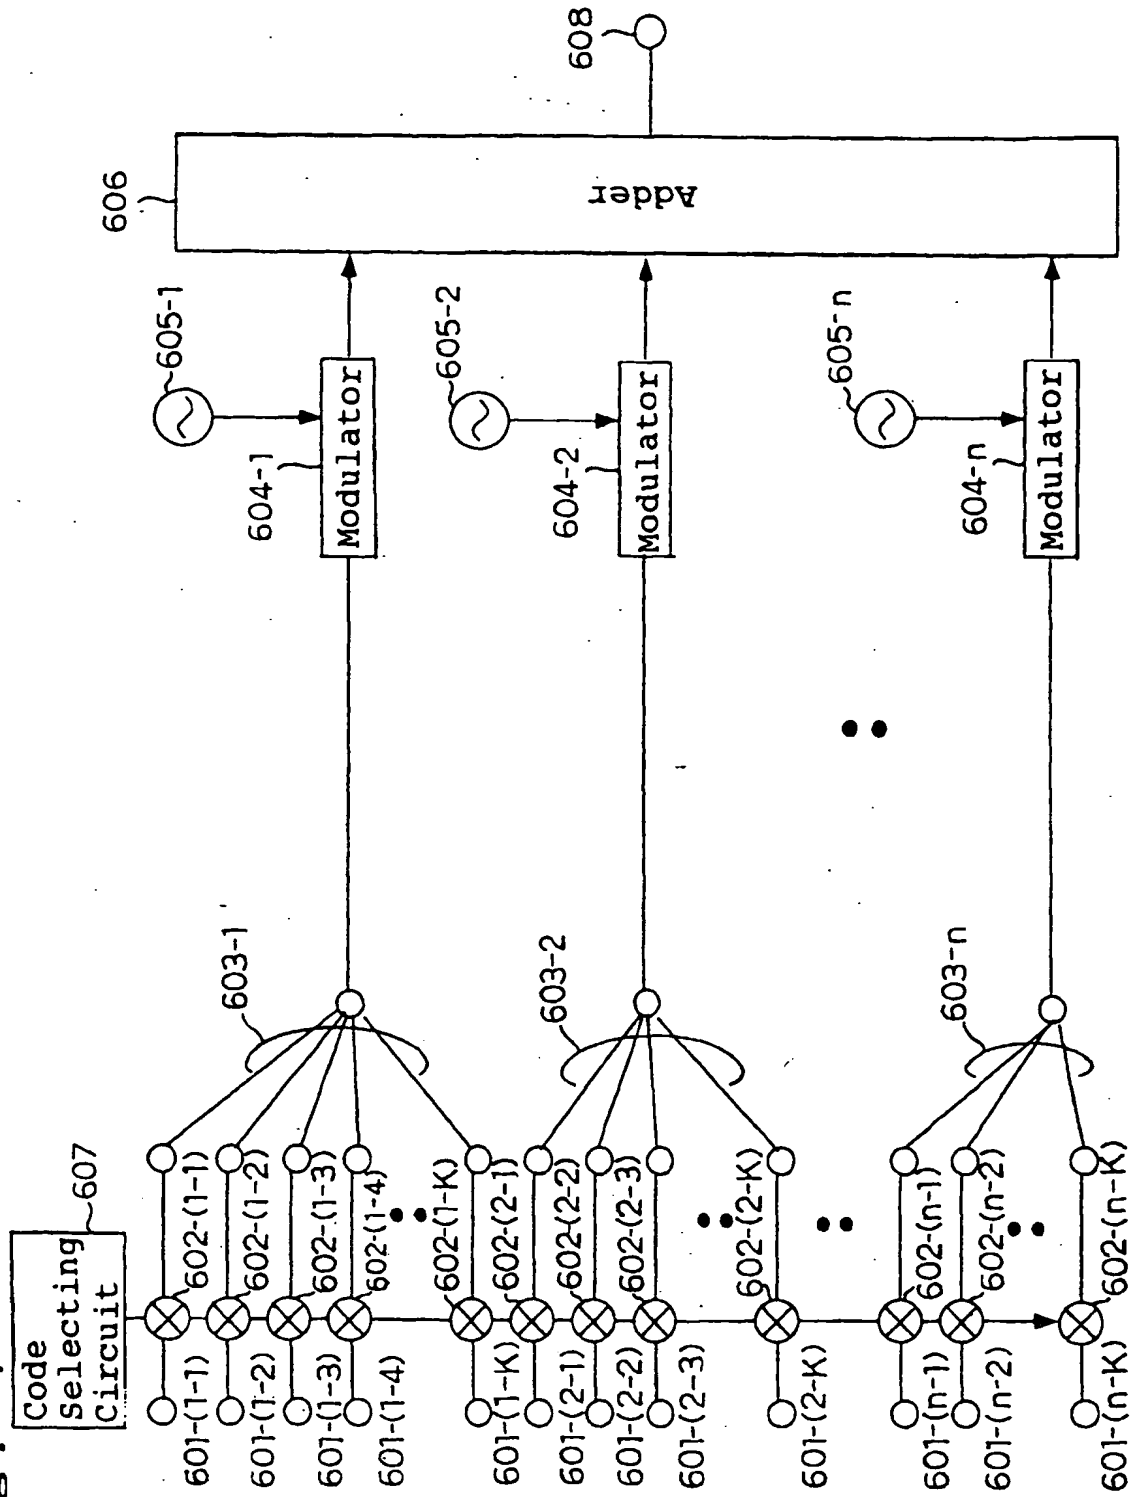 Code
Selecting
Circuit
607
601-(1-1)
602-(1-1)
601-(1-2)
602-(1-2)
601-(1-3)
602-(1-3)
601-(1-4)
602-(1-4)
601-(1-K)
602-(1-K)
601-(2-1)
602-(2-1)
601-(2-2)
602-(2-2)
601-(2-3)
602-(2-3)
601-(2-K)
602-(2-K)
601-(n-1)
602-(n-1)
601-(n-2)
602-(n-2)
601-(n-K)
602-(n-K)
603-1
603-2
603-n
604-1
Modulator
605-1
604-2
Modulator
605-2
604-n
Modulator
605-n
606
Adder
608